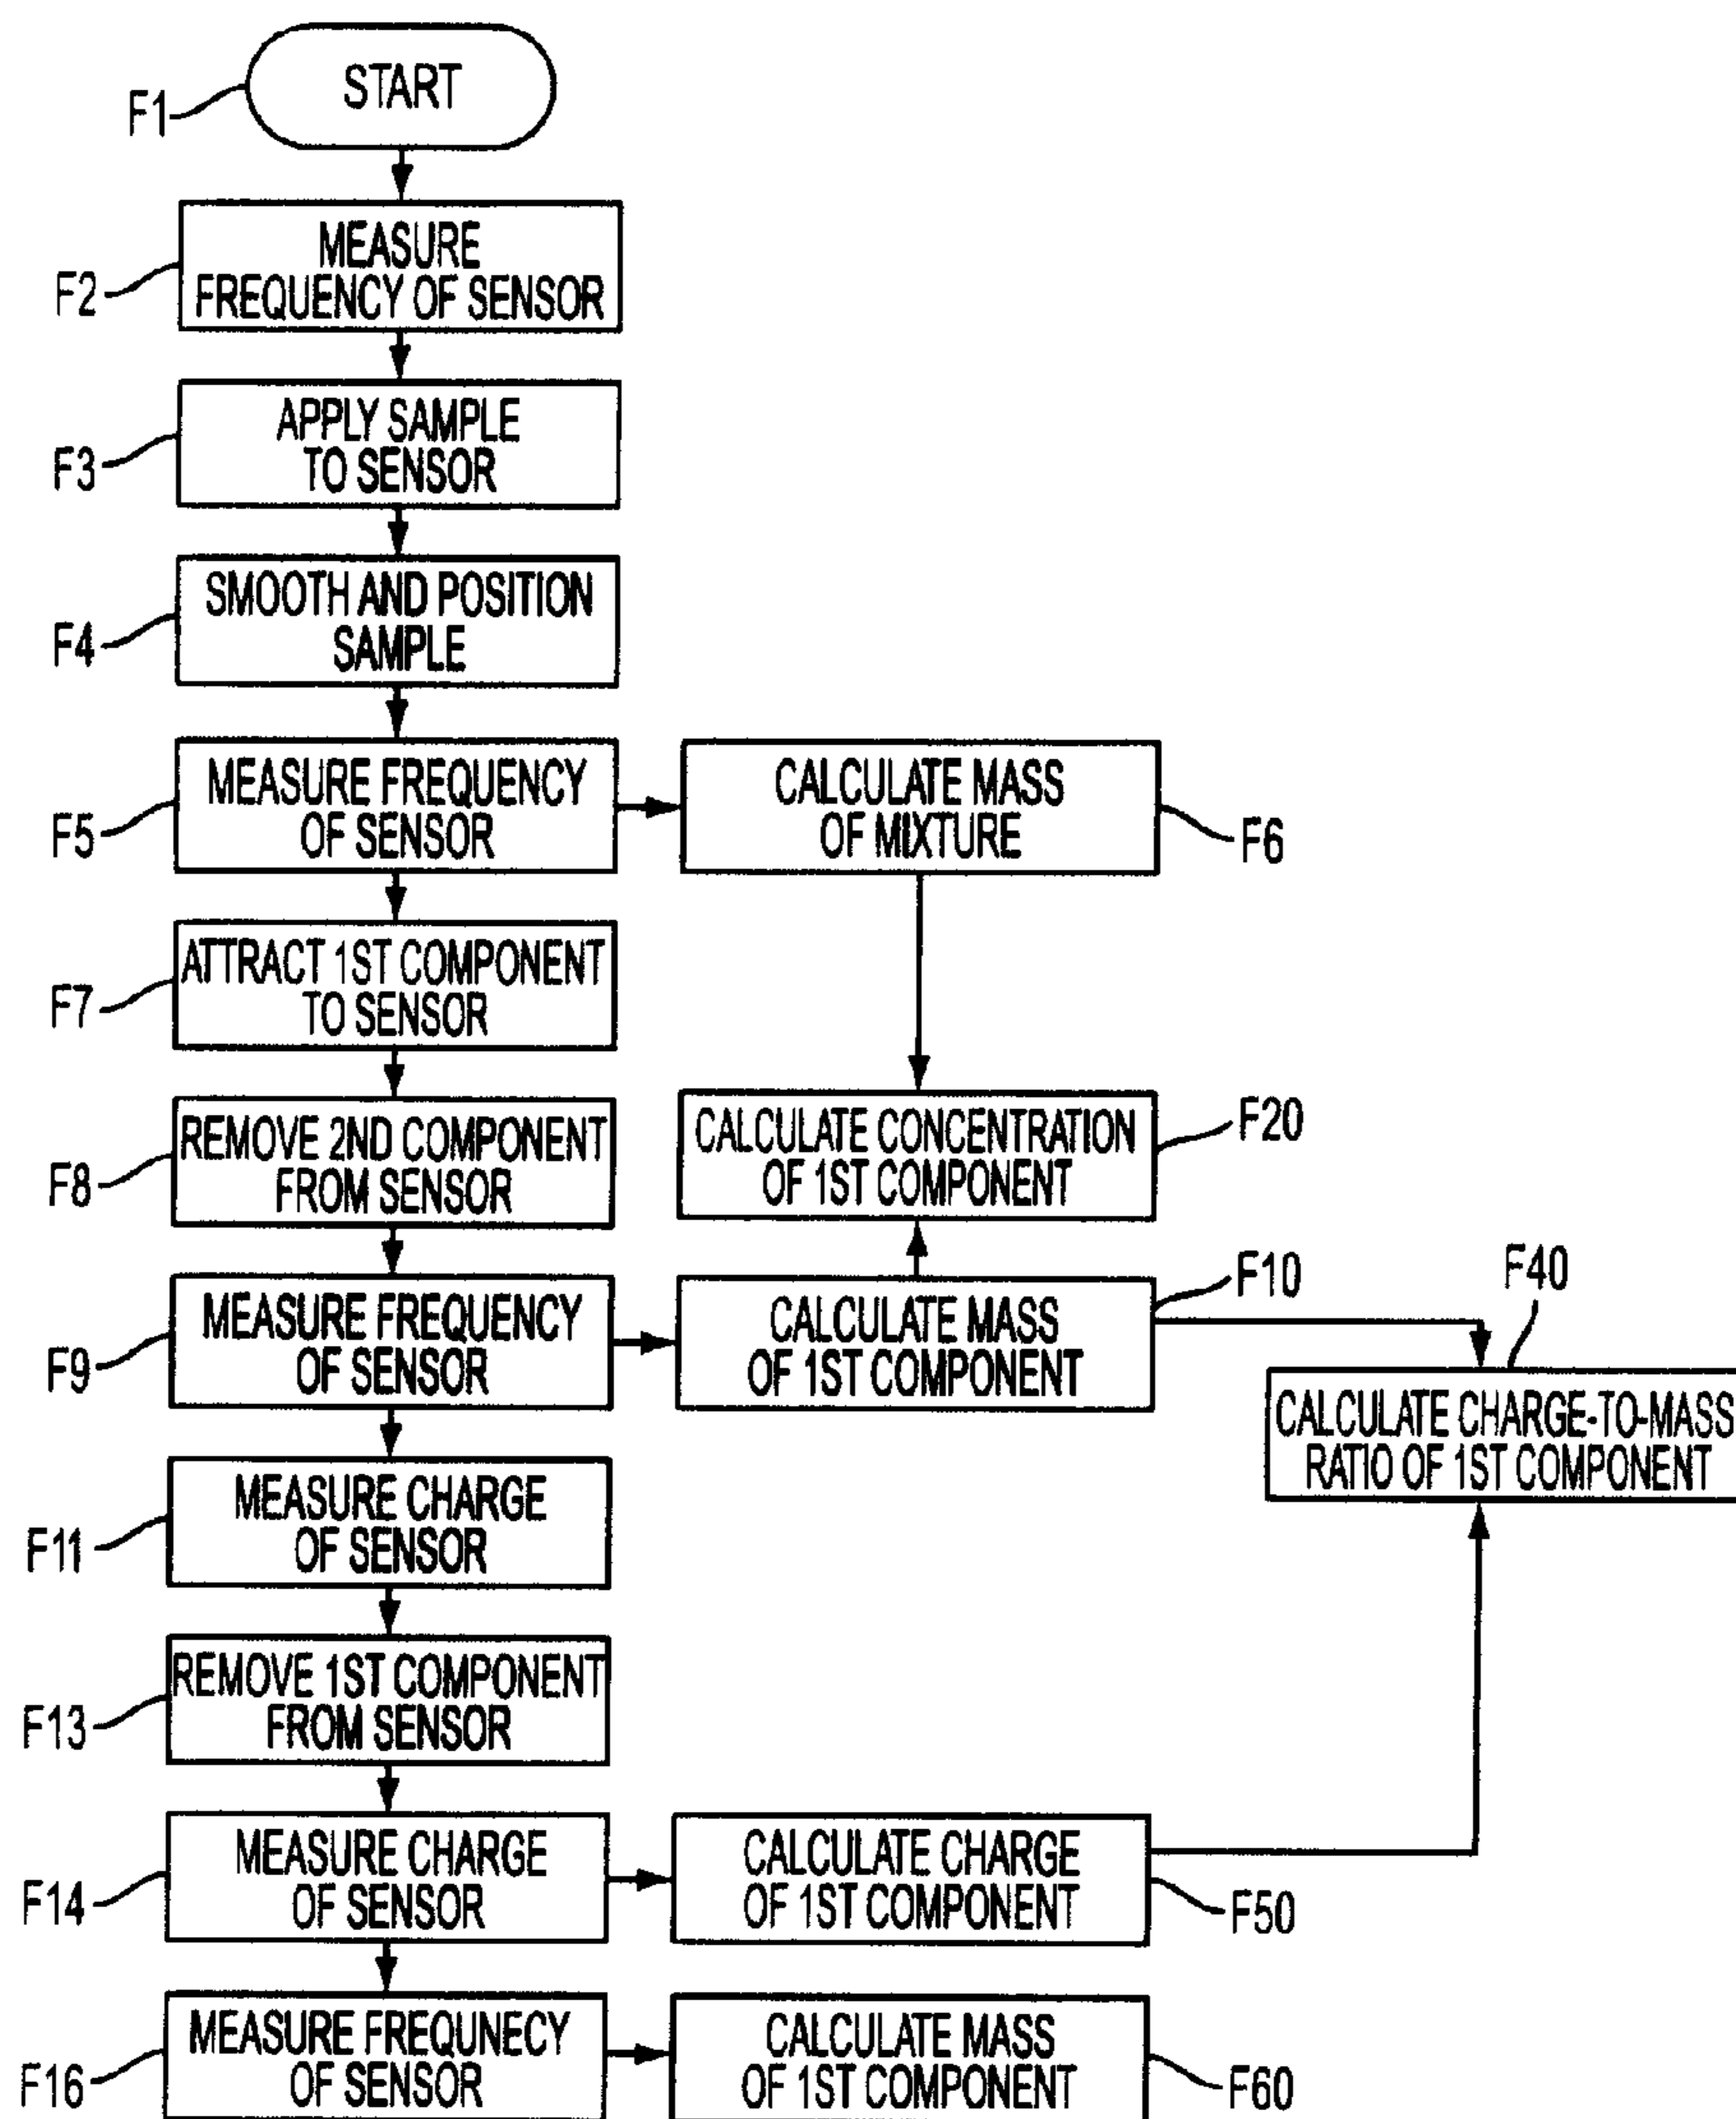 START
F1
MEASURE
FREQUENCY OF SENSOR
F2
APPLY SAMPLE
TO SENSOR
F3
SMOOTH AND POSITION
SAMPLE
F4
MEASURE FREQUENCY
OF SENSOR
F5
CALCULATE MASS
OF MIXTURE
F6
ATTRACT 1ST COMPONENT
TO SENSOR
F7
REMOVE 2ND COMPONENT
FROM SENSOR
F8
CALCULATE CONCENTRATION
OF 1ST COMPONENT
F20
MEASURE FREQUENCY
OF SENSOR
F9
CALCULATE MASS
OF 1ST COMPONENT
F10
F40
CALCULATE CHARGE-TO-MASS
RATIO OF 1ST COMPONENT
MEASURE CHARGE
OF SENSOR
F11
REMOVE 1ST COMPONENT
FROM SENSOR
F13
MEASURE CHARGE
OF SENSOR
F14
CALCULATE CHARGE
OF 1ST COMPONENT
F50
MEASURE FREQUNECY
OF SENSOR
F16
CALCULATE MASS
OF 1ST COMPONENT
F60